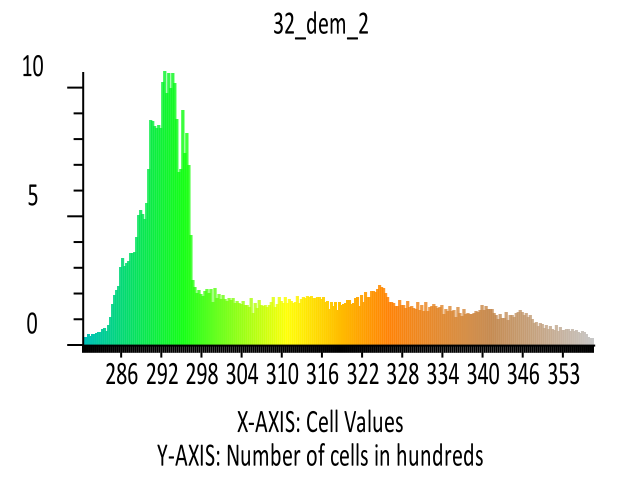 32_dem_2
10
5
0
286 292 298 304 310 316 322 328 334 340 346 353
X-AXIS: Cell Values
Y-AXIS: Number of cells in hundreds